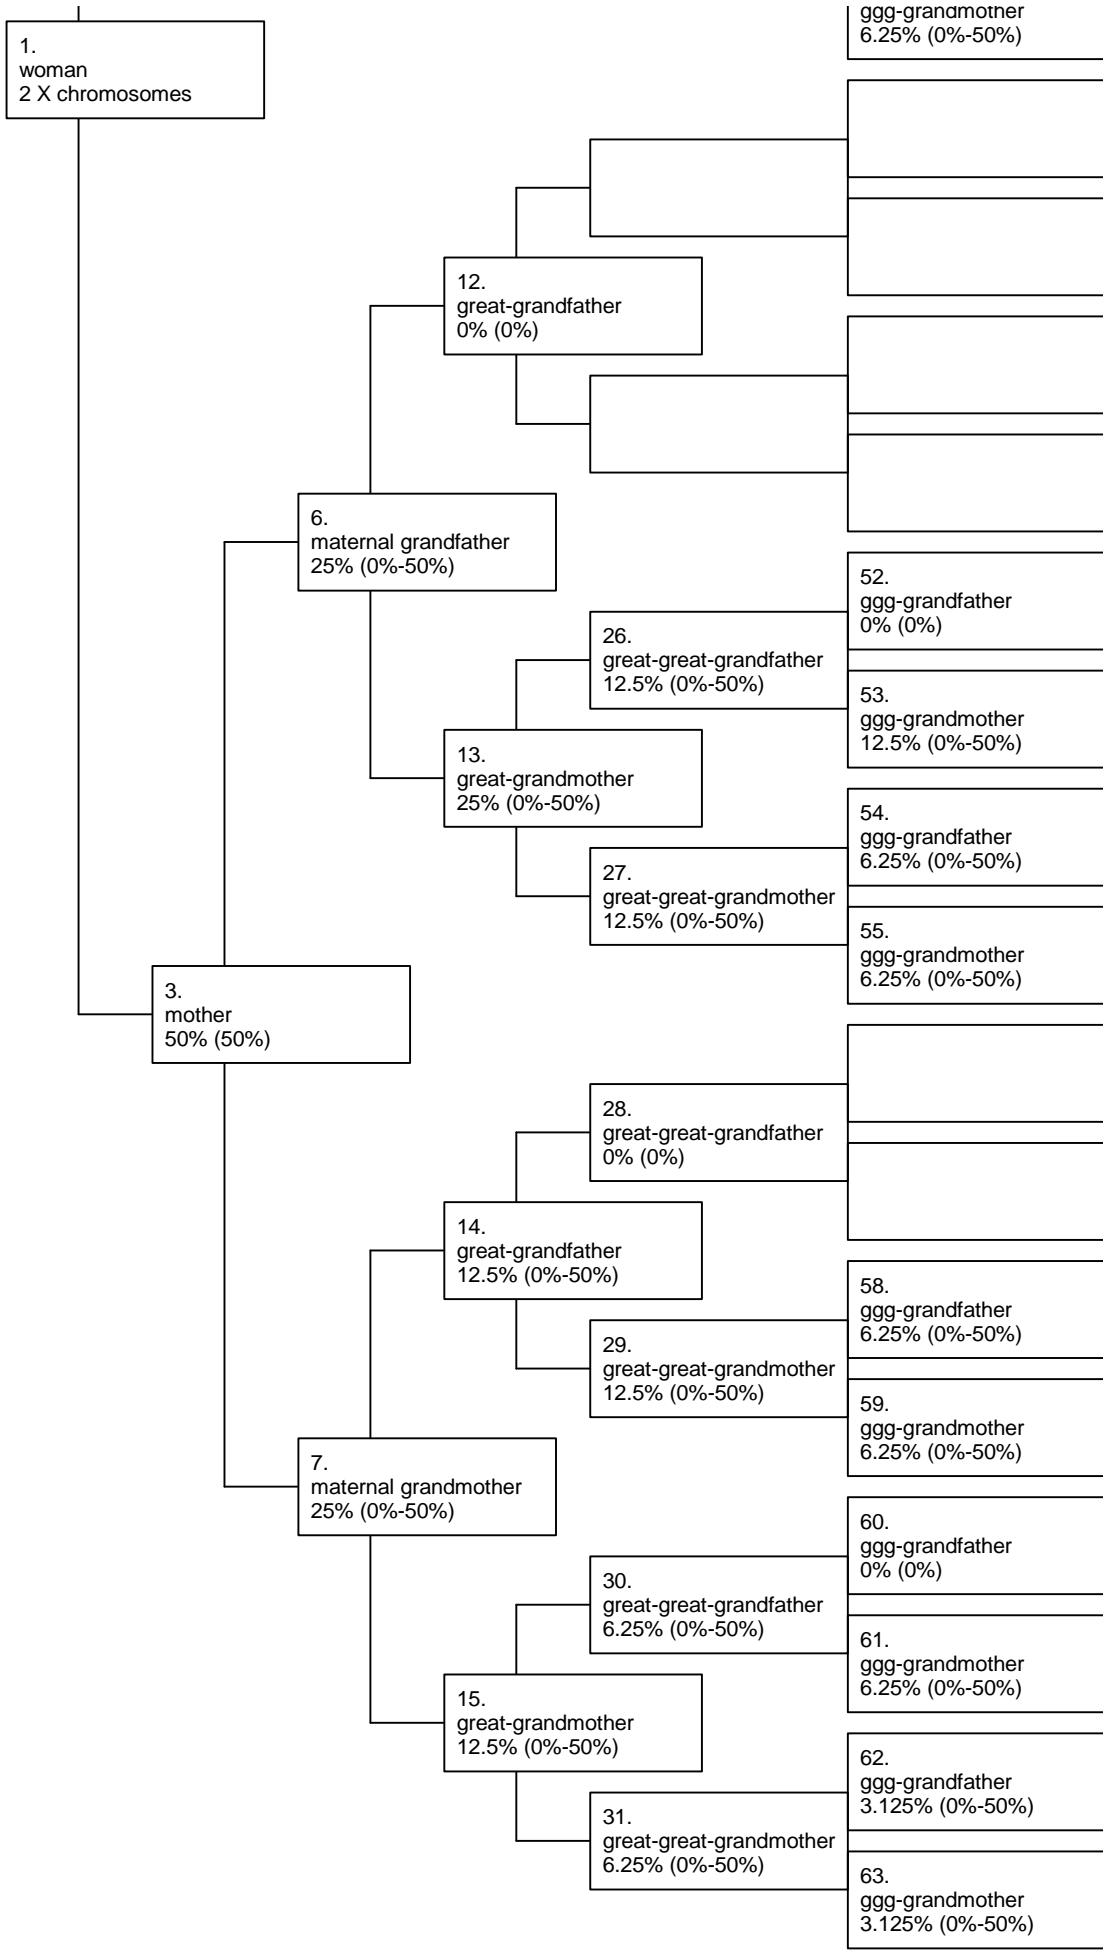 ggg-grandmother
6.25% (0%-50%)
1.
woman
2 X chromosomes
12.
great-grandfather
0% (0%)
6.
maternal grandfather
25% (0%-50%)
52.
ggg-grandfather
0% (0%)
26.
great-great-grandfather
12.5% (0%-50%)
53.
ggg-grandmother
12.5% (0%-50%)
13.
great-grandmother
25% (0%-50%)
54.
ggg-grandfather
6.25% (0%-50%)
27.
great-great-grandmother
12.5% (0%-50%)
55.
ggg-grandmother
6.25% (0%-50%)
3.
mother
50% (50%)
28.
great-great-grandfather
0% (0%)
14.
great-grandfather
12.5% (0%-50%)
58.
ggg-grandfather
6.25% (0%-50%)
29.
great-great-grandmother
12.5% (0%-50%)
59.
ggg-grandmother
6.25% (0%-50%)
7.
maternal grandmother
25% (0%-50%)
60.
ggg-grandfather
0% (0%)
30.
great-great-grandfather
6.25% (0%-50%)
61.
ggg-grandmother
6.25% (0%-50%)
15.
great-grandmother
12.5% (0%-50%)
62.
ggg-grandfather
3.125% (0%-50%)
31.
great-great-grandmother
6.25% (0%-50%)
63.
ggg-grandmother
3.125% (0%-50%)